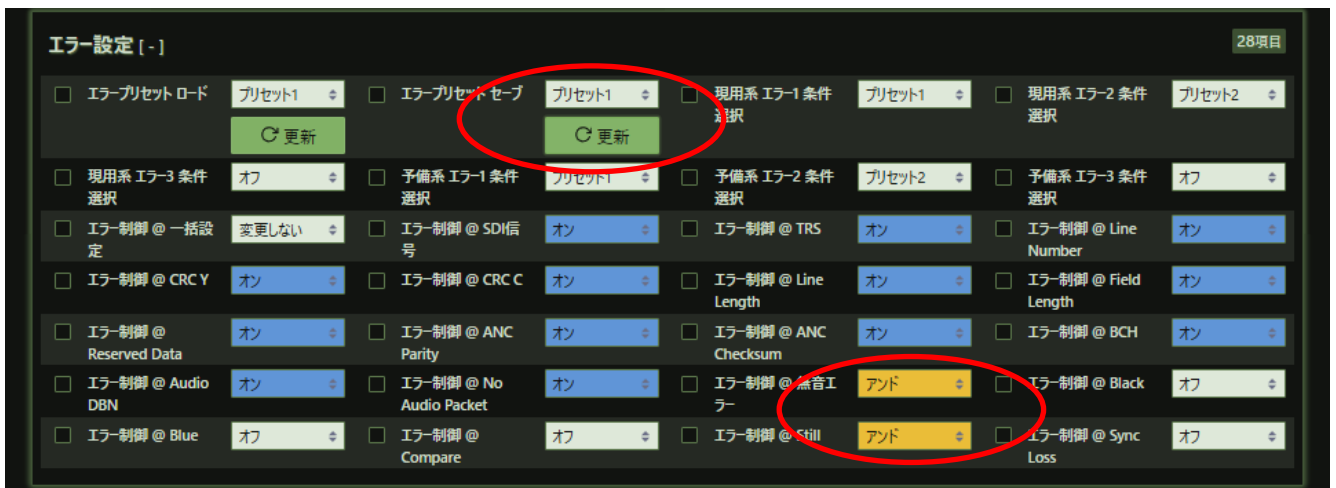 エラー設定 [ - ]
28項目
エラープリセット ロード
プリセット1
更新
エラープリセット セーブ
プリセット1
更新
現用系 エラー1 条件
選択
プリセット1
現用系 エラー2 条件
選択
プリセット2
現用系 エラー3 条件
選択
オフ
予備系 エラー1 条件
選択
プリセット1
予備系 エラー2 条件
選択
プリセット2
予備系 エラー3 条件
選択
オフ
エラー制御 @ 一括設
定
変更しない
エラー制御 @ SDI信
号
オン
エラー制御 @ TRS
オン
エラー制御 @ Line
Number
オン
エラー制御 @ CRC Y
オン
エラー制御 @ CRC C
オン
エラー制御 @ Line
Length
オン
エラー制御 @ Field
Length
オン
エラー制御 @
Reserved Data
オン
エラー制御 @ ANC
Parity
オン
エラー制御 @ ANC
Checksum
オン
エラー制御 @ BCH
オン
エラー制御 @ Audio
DBN
オン
エラー制御 @ No
Audio Packet
オン
エラー制御 @ 無音エ
ラー
アンド
エラー制御 @ Black
オフ
エラー制御 @ Blue
オフ
エラー制御 @
Compare
オフ
エラー制御 @ Still
アンド
エラー制御 @ Sync
Loss
オフ